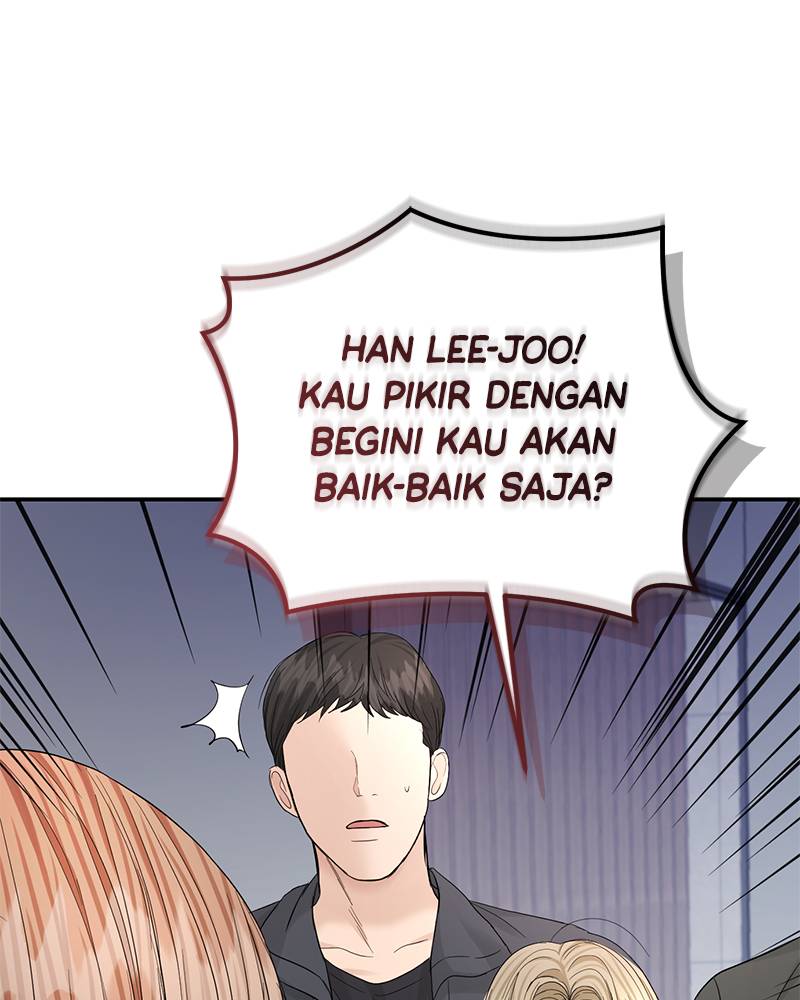 HAN LEE-JOO!
KAU PIKIR DENGAN
BEGINI KAU AKAN
BAIK-BAIK SAJA?